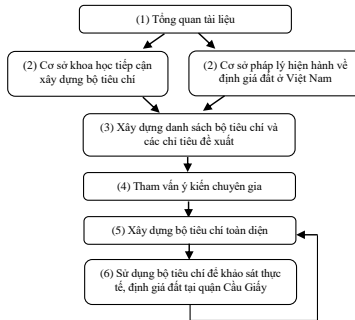 (1) Tổng quan tài liệu
(2) Cơ sở khoa học tiếp cận
xây dựng bộ tiêu chí
(2) Cơ sở pháp lý hiện hành về
định giá đất ở Việt Nam
(3) Xây dựng danh sách bộ tiêu chí và
các chỉ tiêu đề xuất
(4) Tham vấn ý kiến chuyên gia
(5) Xây dựng bộ tiêu chí toàn diện
(6) Sử dụng bộ tiêu chí để khảo sát thực
tế, định giá đất tại quận Cầu Giấy